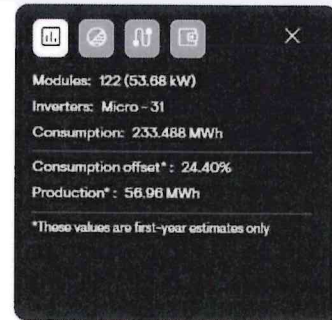 Modules: 122 (53.68 kW)
Inverters: Micro - 31
Consumption: 233.488 MWh
Consumption offset*: 24.40%
Production*: 56.96 MWh
*These values are first-year estimates only